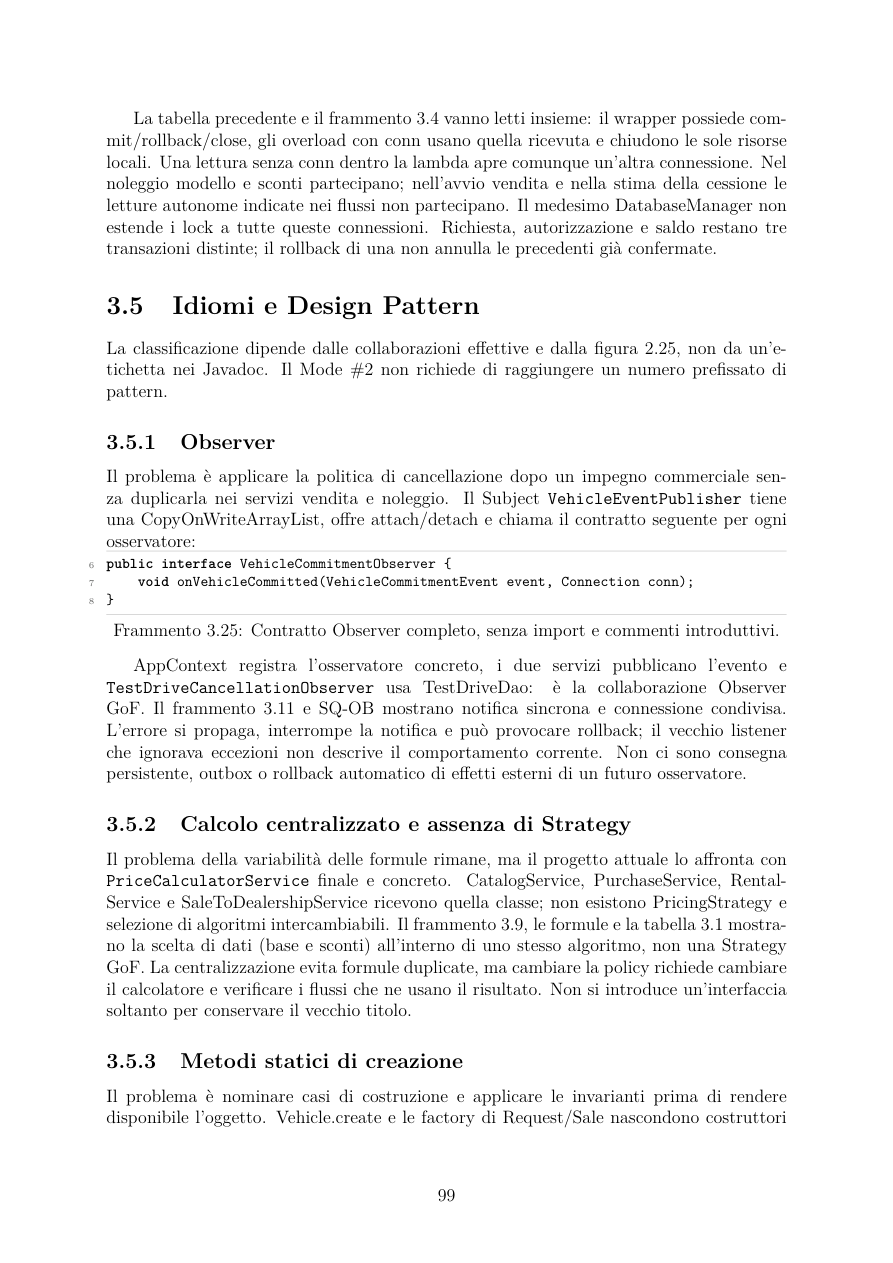 La tabella precedente e il frammento 3.4 vanno letti insieme: il wrapper possiede com-
mit/rollback/close, gli overload con conn usano quella ricevuta e chiudono le sole risorse
locali. Una lettura senza conn dentro la lambda apre comunque un'altra connessione. Nel
noleggio modello e sconti partecipano; nell'avvio vendita e nella stima della cessione le
letture autonome indicate nei flussi non partecipano. Il medesimo DatabaseManager non
estende i lock a tutte queste connessioni. Richiesta, autorizzazione e saldo restano tre
transazioni distinte; il rollback di una non annulla le precedenti già confermate.
3.5 Idiomi e Design Pattern
La classificazione dipende dalle collaborazioni effettive e dalla figura 2.25, non da un'e-
tichetta nei Javadoc. Il Mode #2 non richiede di raggiungere un numero prefissato di
pattern.
3.5.1 Observer
Il problema è applicare la politica di cancellazione dopo un impegno commerciale sen-
za duplicarla nei servizi vendita e noleggio. Il Subject VehicleEventPublisher tiene
una CopyOnWriteArrayList, offre attach/detach e chiama il contratto seguente per ogni
osservatore:
6 public interface VehicleCommitmentObserver {
7     void onVehicleCommitted(VehicleCommitmentEvent event, Connection conn);
8 }
Frammento 3.25: Contratto Observer completo, senza import e commenti introduttivi.
AppContext registra l'osservatore concreto, i due servizi pubblicano l'evento e
TestDriveCancellationObserver usa TestDriveDao: è la collaborazione Observer
GoF. Il frammento 3.11 e SQ-OB mostrano notifica sincrona e connessione condivisa.
L'errore si propaga, interrompe la notifica e può provocare rollback; il vecchio listener
che ignorava eccezioni non descrive il comportamento corrente. Non ci sono consegna
persistente, outbox o rollback automatico di effetti esterni di un futuro osservatore.
3.5.2 Calcolo centralizzato e assenza di Strategy
Il problema della variabilità delle formule rimane, ma il progetto attuale lo affronta con
PriceCalculatorService finale e concreto. CatalogService, PurchaseService, Rental-
Service e SaleToDealershipService ricevono quella classe; non esistono PricingStrategy e
selezione di algoritmi intercambiabili. Il frammento 3.9, le formule e la tabella 3.1 mostra-
no la scelta di dati (base e sconti) all'interno di uno stesso algoritmo, non una Strategy
GoF. La centralizzazione evita formule duplicate, ma cambiare la policy richiede cambiare
il calcolatore e verificare i flussi che ne usano il risultato. Non si introduce un'interfaccia
soltanto per conservare il vecchio titolo.
3.5.3 Metodi statici di creazione
Il problema è nominare casi di costruzione e applicare le invarianti prima di rendere
disponibile l'oggetto. Vehicle.create e le factory di Request/Sale nascondono costruttori
99